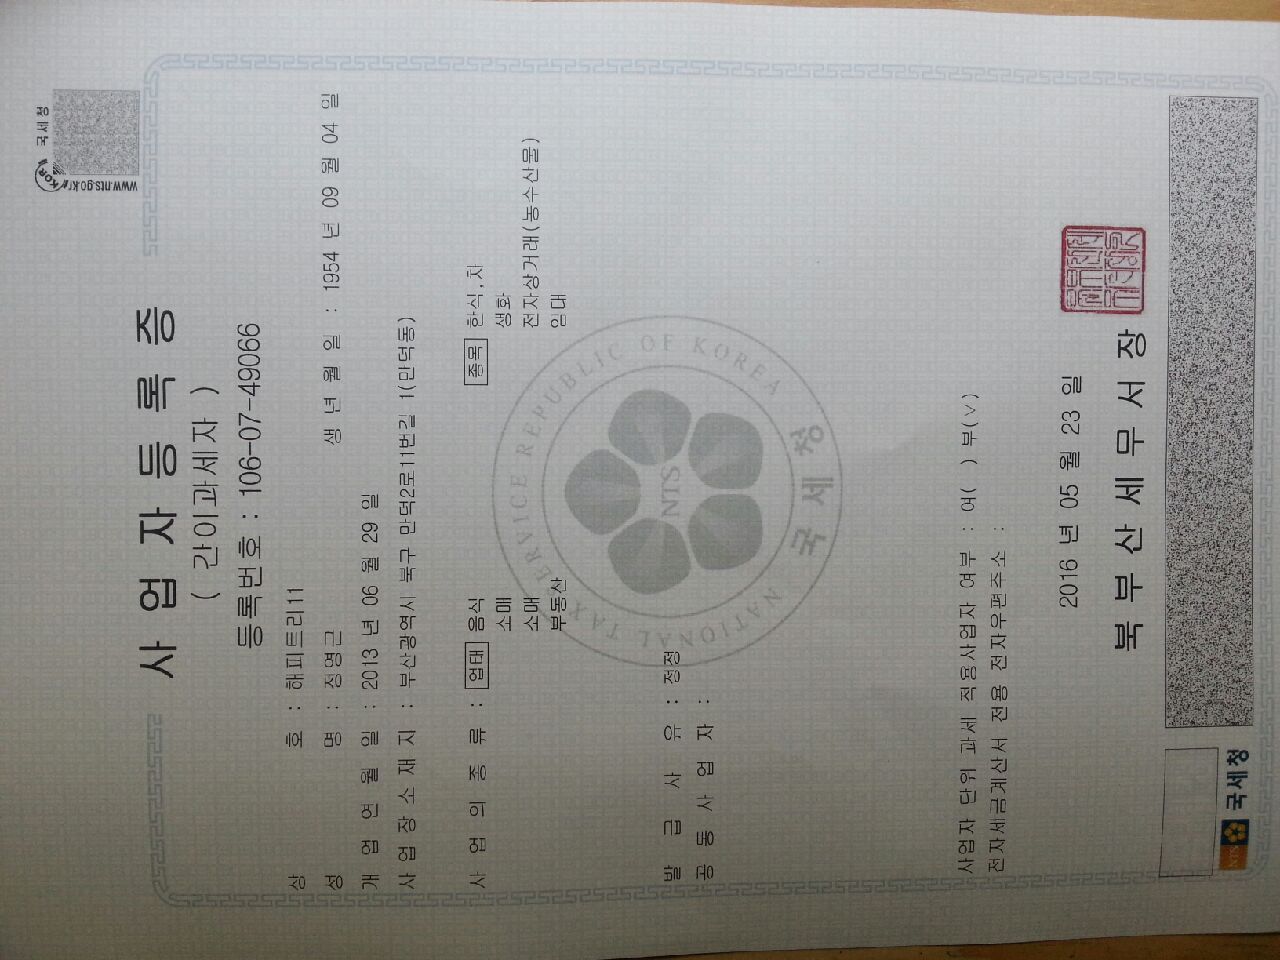 국세청
www.nts.go.kr
사업자등록증
( 간이과세자 )
등록번호 : 106-07-49066
상 호 : 해피트리11
성 명 : 정명근 생 년 월 일 : 1954 년 09 월 04 일
개 업 연 월 일 : 2013 년 06 월 29 일
사 업 장 소 재 지 : 부산광역시 북구 만덕2로11번길 1(만덕동)
사 업 의 종 류 : 업태 음식 종목 한식,차
소매 생화
소매 전자상거래(농수산물)
부동산 임대
발 급 사 유 : 정정
공 동 사 업 자 :
사업자 단위 과세 적용사업자 여부 : 여( ) 부(∨)
전자세금계산서 전용 전자우편주소 :
2016 년 05 월 23 일
북부산세무서장
NTS 국세청
NATIONAL TAX SERVICE REPUBLIC OF KOREA
NTS
국세청